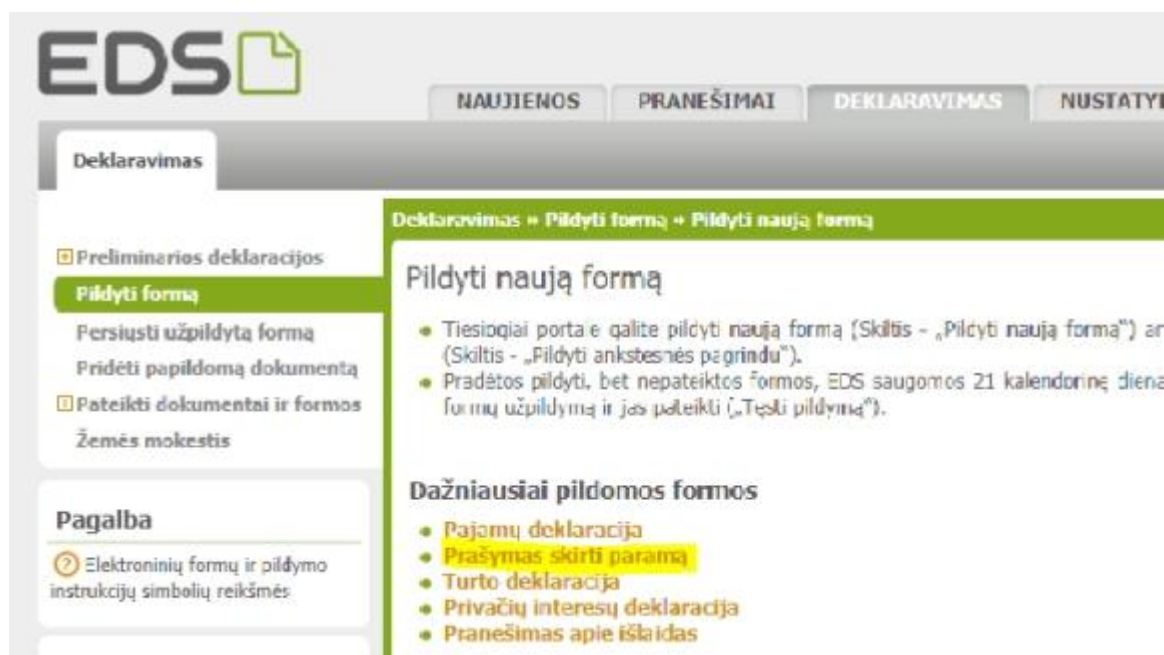 EDS
NAUJIENOS PRANEŠIMAI DEKLARAVIMAS NUSTATY
Deklaravimas
Deklaravimas » Pildyti formą » Pildyti naują formą
Preliminarios deklaracijos
Pildyti formą
Persiųsti užpildytą formą
Pridėti papildomą dokumentą
Pateikti dokumentai ir formos
Žemės mokestis
Pagalba
Elektroninių formų ir pildymo
instrukcijų simbolių reikšmės
Pildyti naują formą
Tiesiogiai portale galite pildyti naują formą (Skiltis - „Pildyti naują formą“) ar
(Skiltis - „Pildyti ankstesnės pagrindu“).
Pradėtos pildyti, bet nepateiktos formos, EDS saugomos 21 kalendorinę diena
formų užpildymą ir jas pateikti („Tęsti pildymą“).
Dažniausiai pildomos formos
Pajamų deklaracija
Prašymas skirti paramą
Turto deklaracija
Privačių interesų deklaracija
Pranešimas apie išlaidas